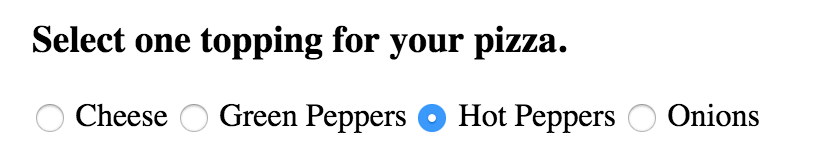 Select one topping for your pizza.
Cheese Green Peppers Hot Peppers Onions